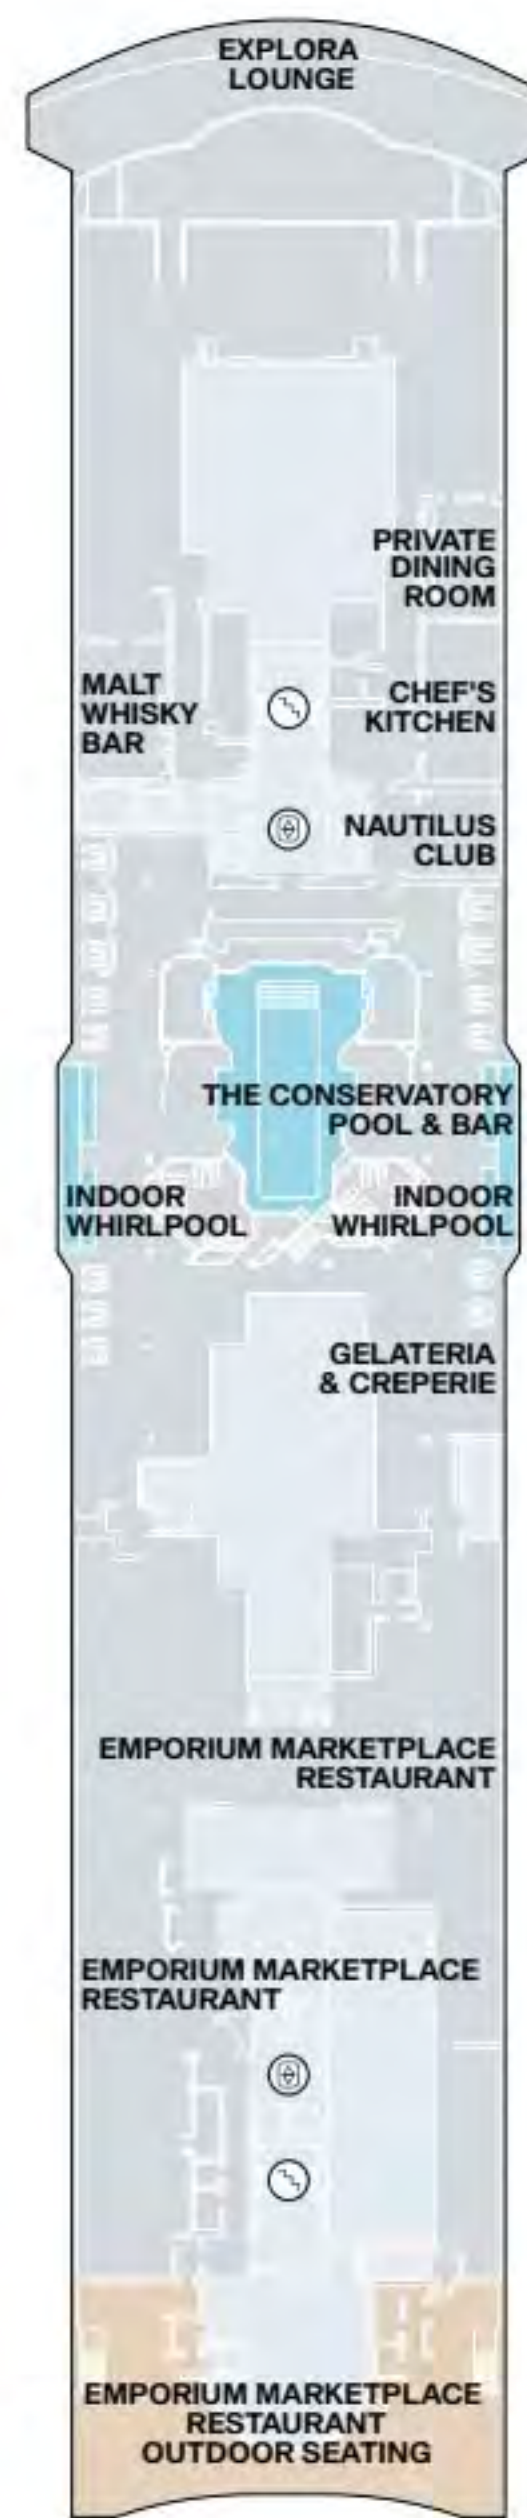 EXPLORA
LOUNGE
PRIVATE
DINING
ROOM
MALT
WHISKY
BAR
CHEF'S
KITCHEN
NAUTILUS
CLUB
THE CONSERVATORY
POOL & BAR
INDOOR
WHIRLPOOL
INDOOR
WHIRLPOOL
GELATERIA
& CREPERIE
EMPORIUM MARKETPLACE
RESTAURANT
EMPORIUM MARKETPLACE
RESTAURANT
EMPORIUM MARKETPLACE
RESTAURANT
OUTDOOR SEATING